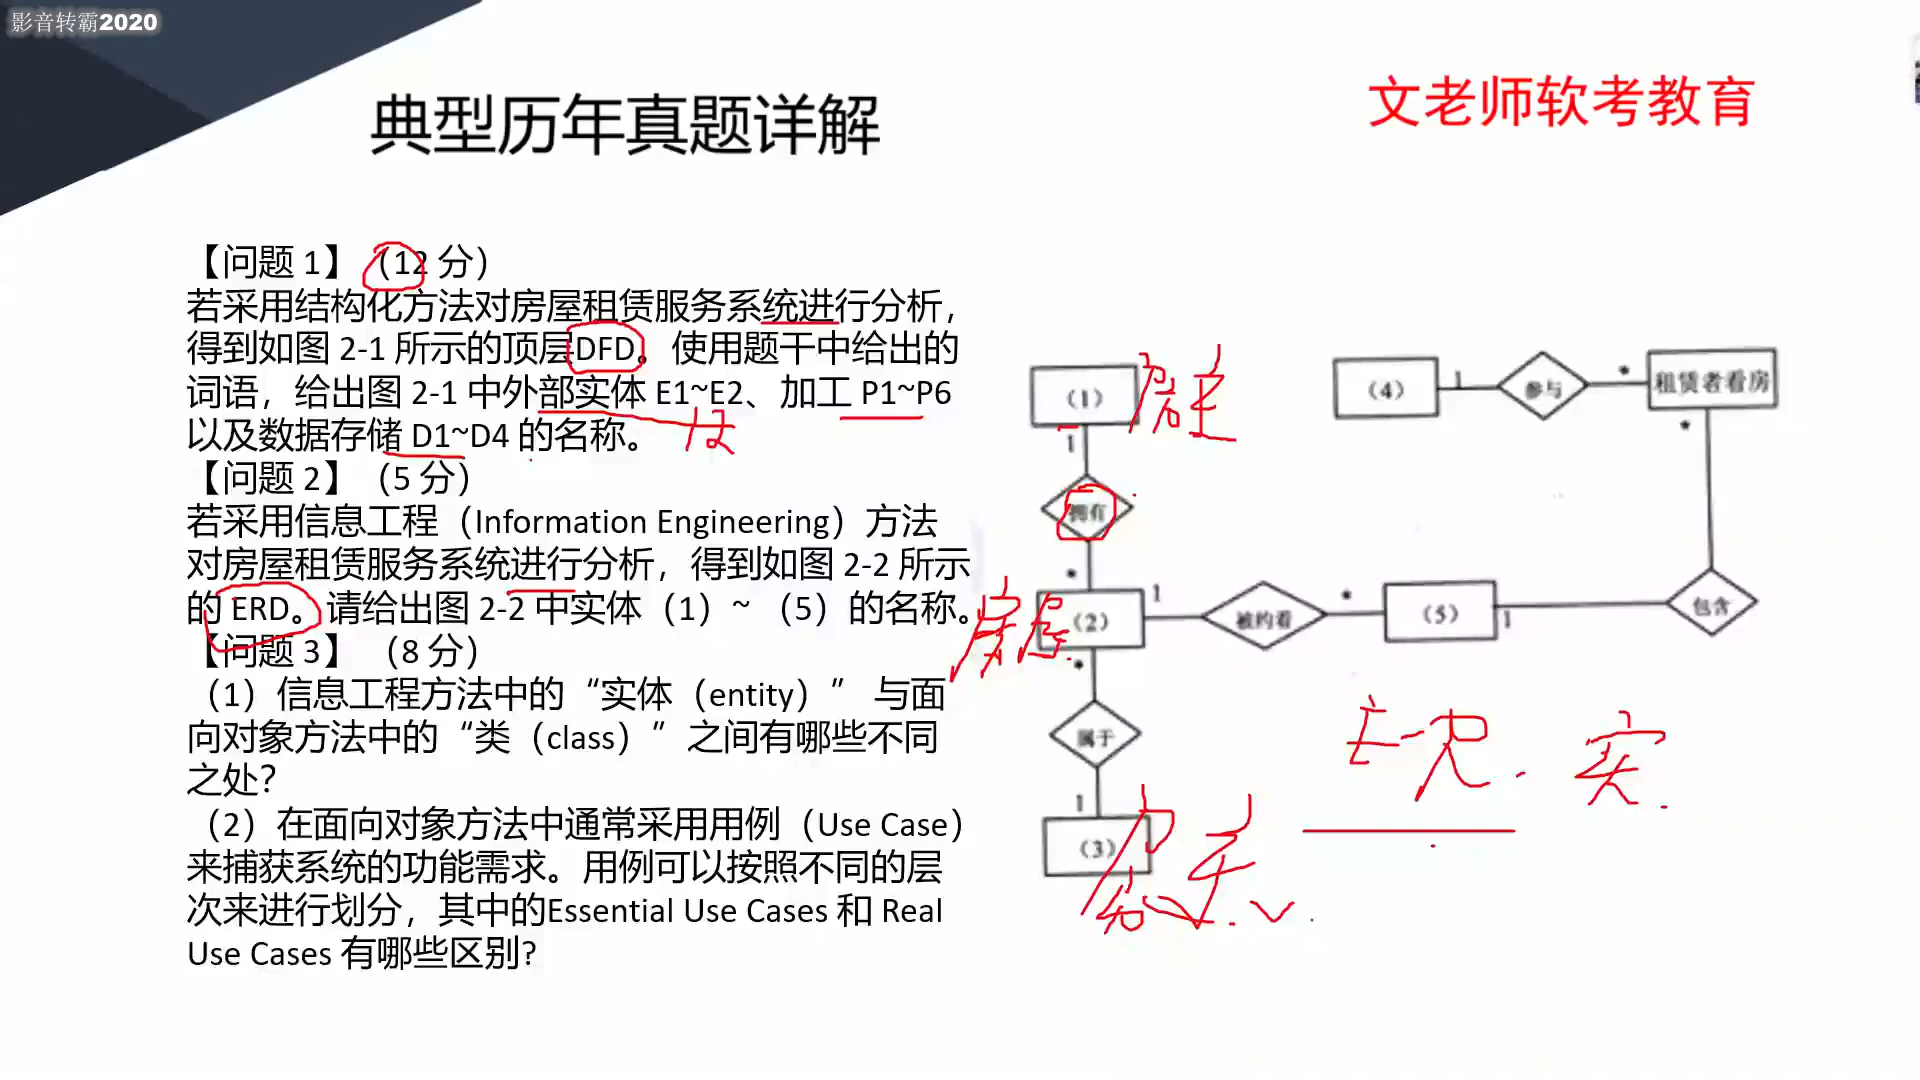 影音转霸2020
典型历年真题详解
文老师软考教育
【问题 1】（12 分）
若采用结构化方法对房屋租赁服务系统进行分析，
得到如图 2-1 所示的顶层DFD。使用题干中给出的
词语，给出图 2-1 中外部实体 E1~E2、加工 P1~P6
以及数据存储 D1~D4 的名称。
【问题 2】（5 分）
若采用信息工程（Information Engineering）方法
对房屋租赁服务系统进行分析，得到如图 2-2 所示
的 ERD。请给出图 2-2 中实体（1）~ （5）的名称。
【问题 3】 （8 分）
（1）信息工程方法中的“实体（entity）” 与面
向对象方法中的“类（class）”之间有哪些不同
之处？
（2）在面向对象方法中通常采用用例（Use Case）
来捕获系统的功能需求。用例可以按照不同的层
次来进行划分，其中的Essential Use Cases 和 Real
Use Cases 有哪些区别?
12
（1）
房主
1
拥有
*
房屋
（2）
*
属于
1
（3）
（4）
1
参与
*
租赁者看房
*
包含
1
被约看
*
（5）
1